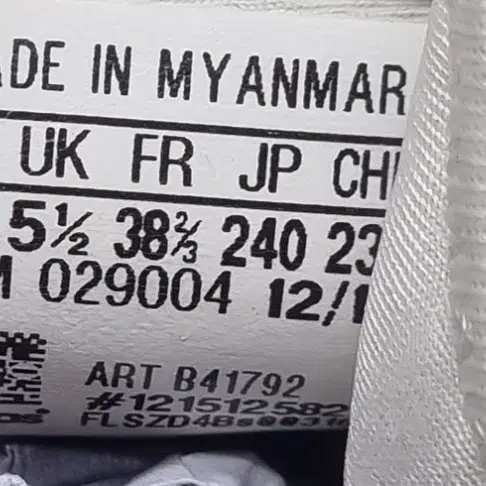 ADE IN MYANMAR
UK FR JP CH
5½ 38⅔ 240 23
M 029004 12/1
ART B41792
#121512582